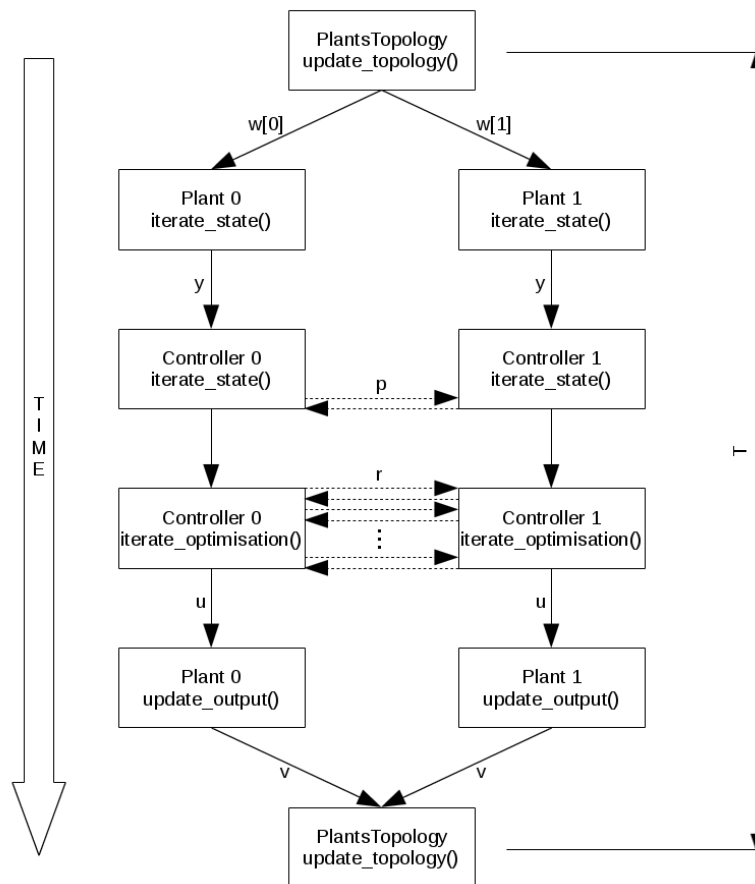 PlantsTopology
update_topology()
w[0]
w[1]
Plant 0
iterate_state()
Plant 1
iterate_state()
y
y
Controller 0
iterate_state()
Controller 1
iterate_state()
p
T
I
M
E
T
r
Controller 0
iterate_optimisation()
Controller 1
iterate_optimisation()
⋮
u
u
Plant 0
update_output()
Plant 1
update_output()
v
v
PlantsTopology
update_topology()